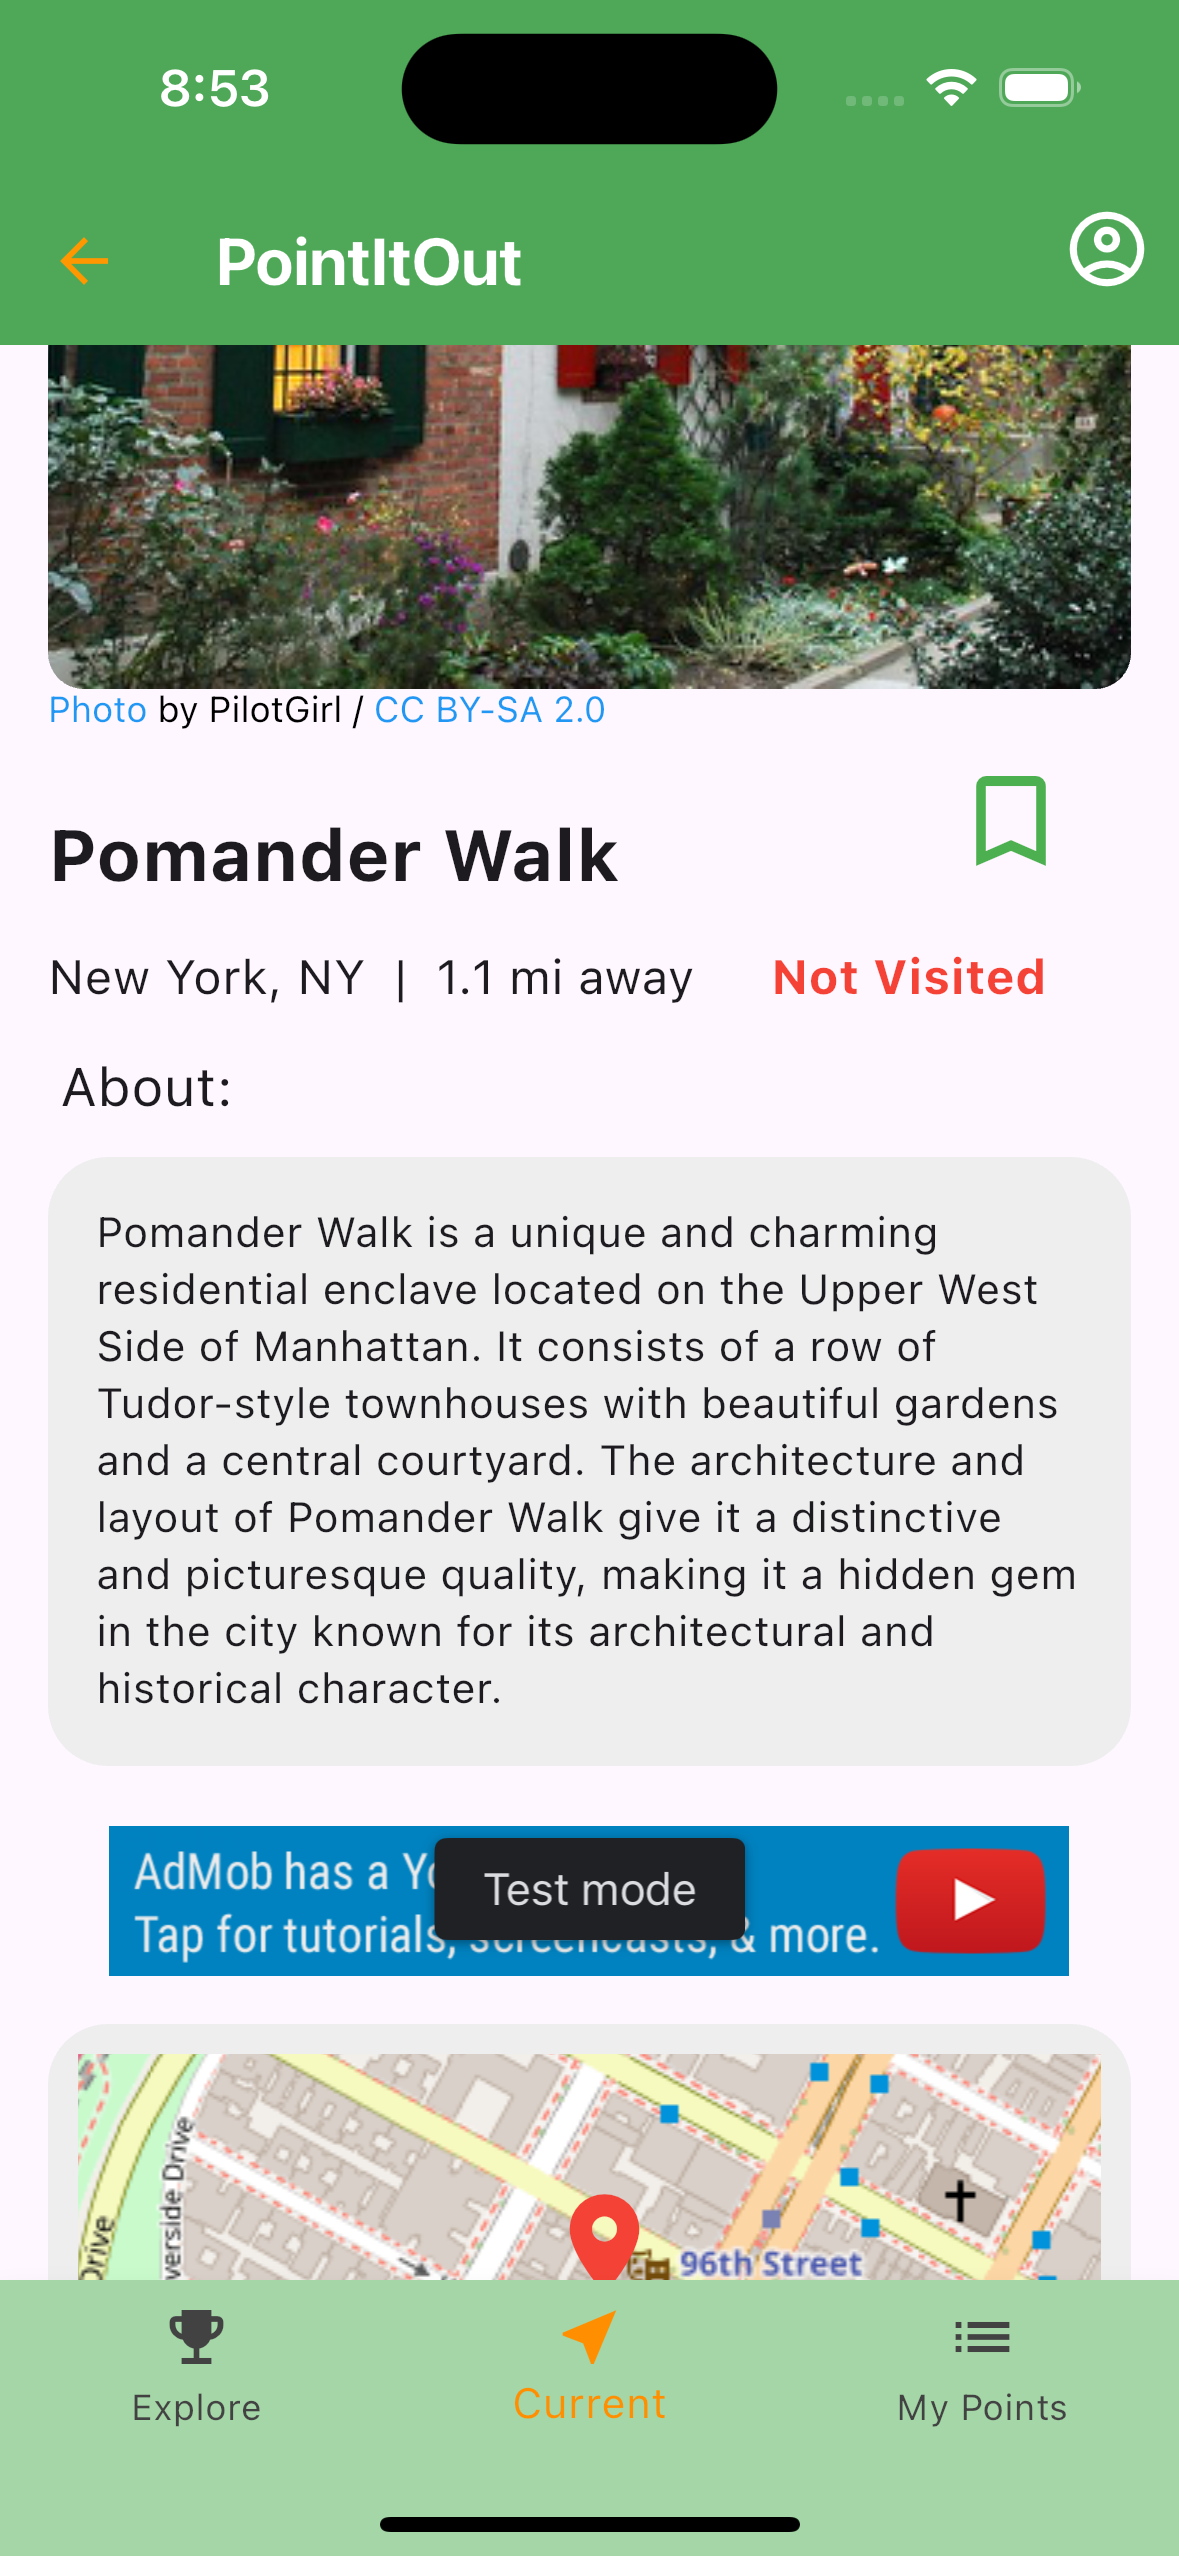 8:53
PointItOut
Photo by PilotGirl / CC BY-SA 2.0
Pomander Walk
New York, NY | 1.1 mi away
Not Visited
About:
Pomander Walk is a unique and charming
residential enclave located on the Upper West
Side of Manhattan. It consists of a row of
Tudor-style townhouses with beautiful gardens
and a central courtyard. The architecture and
layout of Pomander Walk give it a distinctive
and picturesque quality, making it a hidden gem
in the city known for its architectural and
historical character.
AdMob has a
Test mode
Tap for tutorials, screencasts, & more.
verside Drive
Drive
96th Street
Explore
Current
My Points